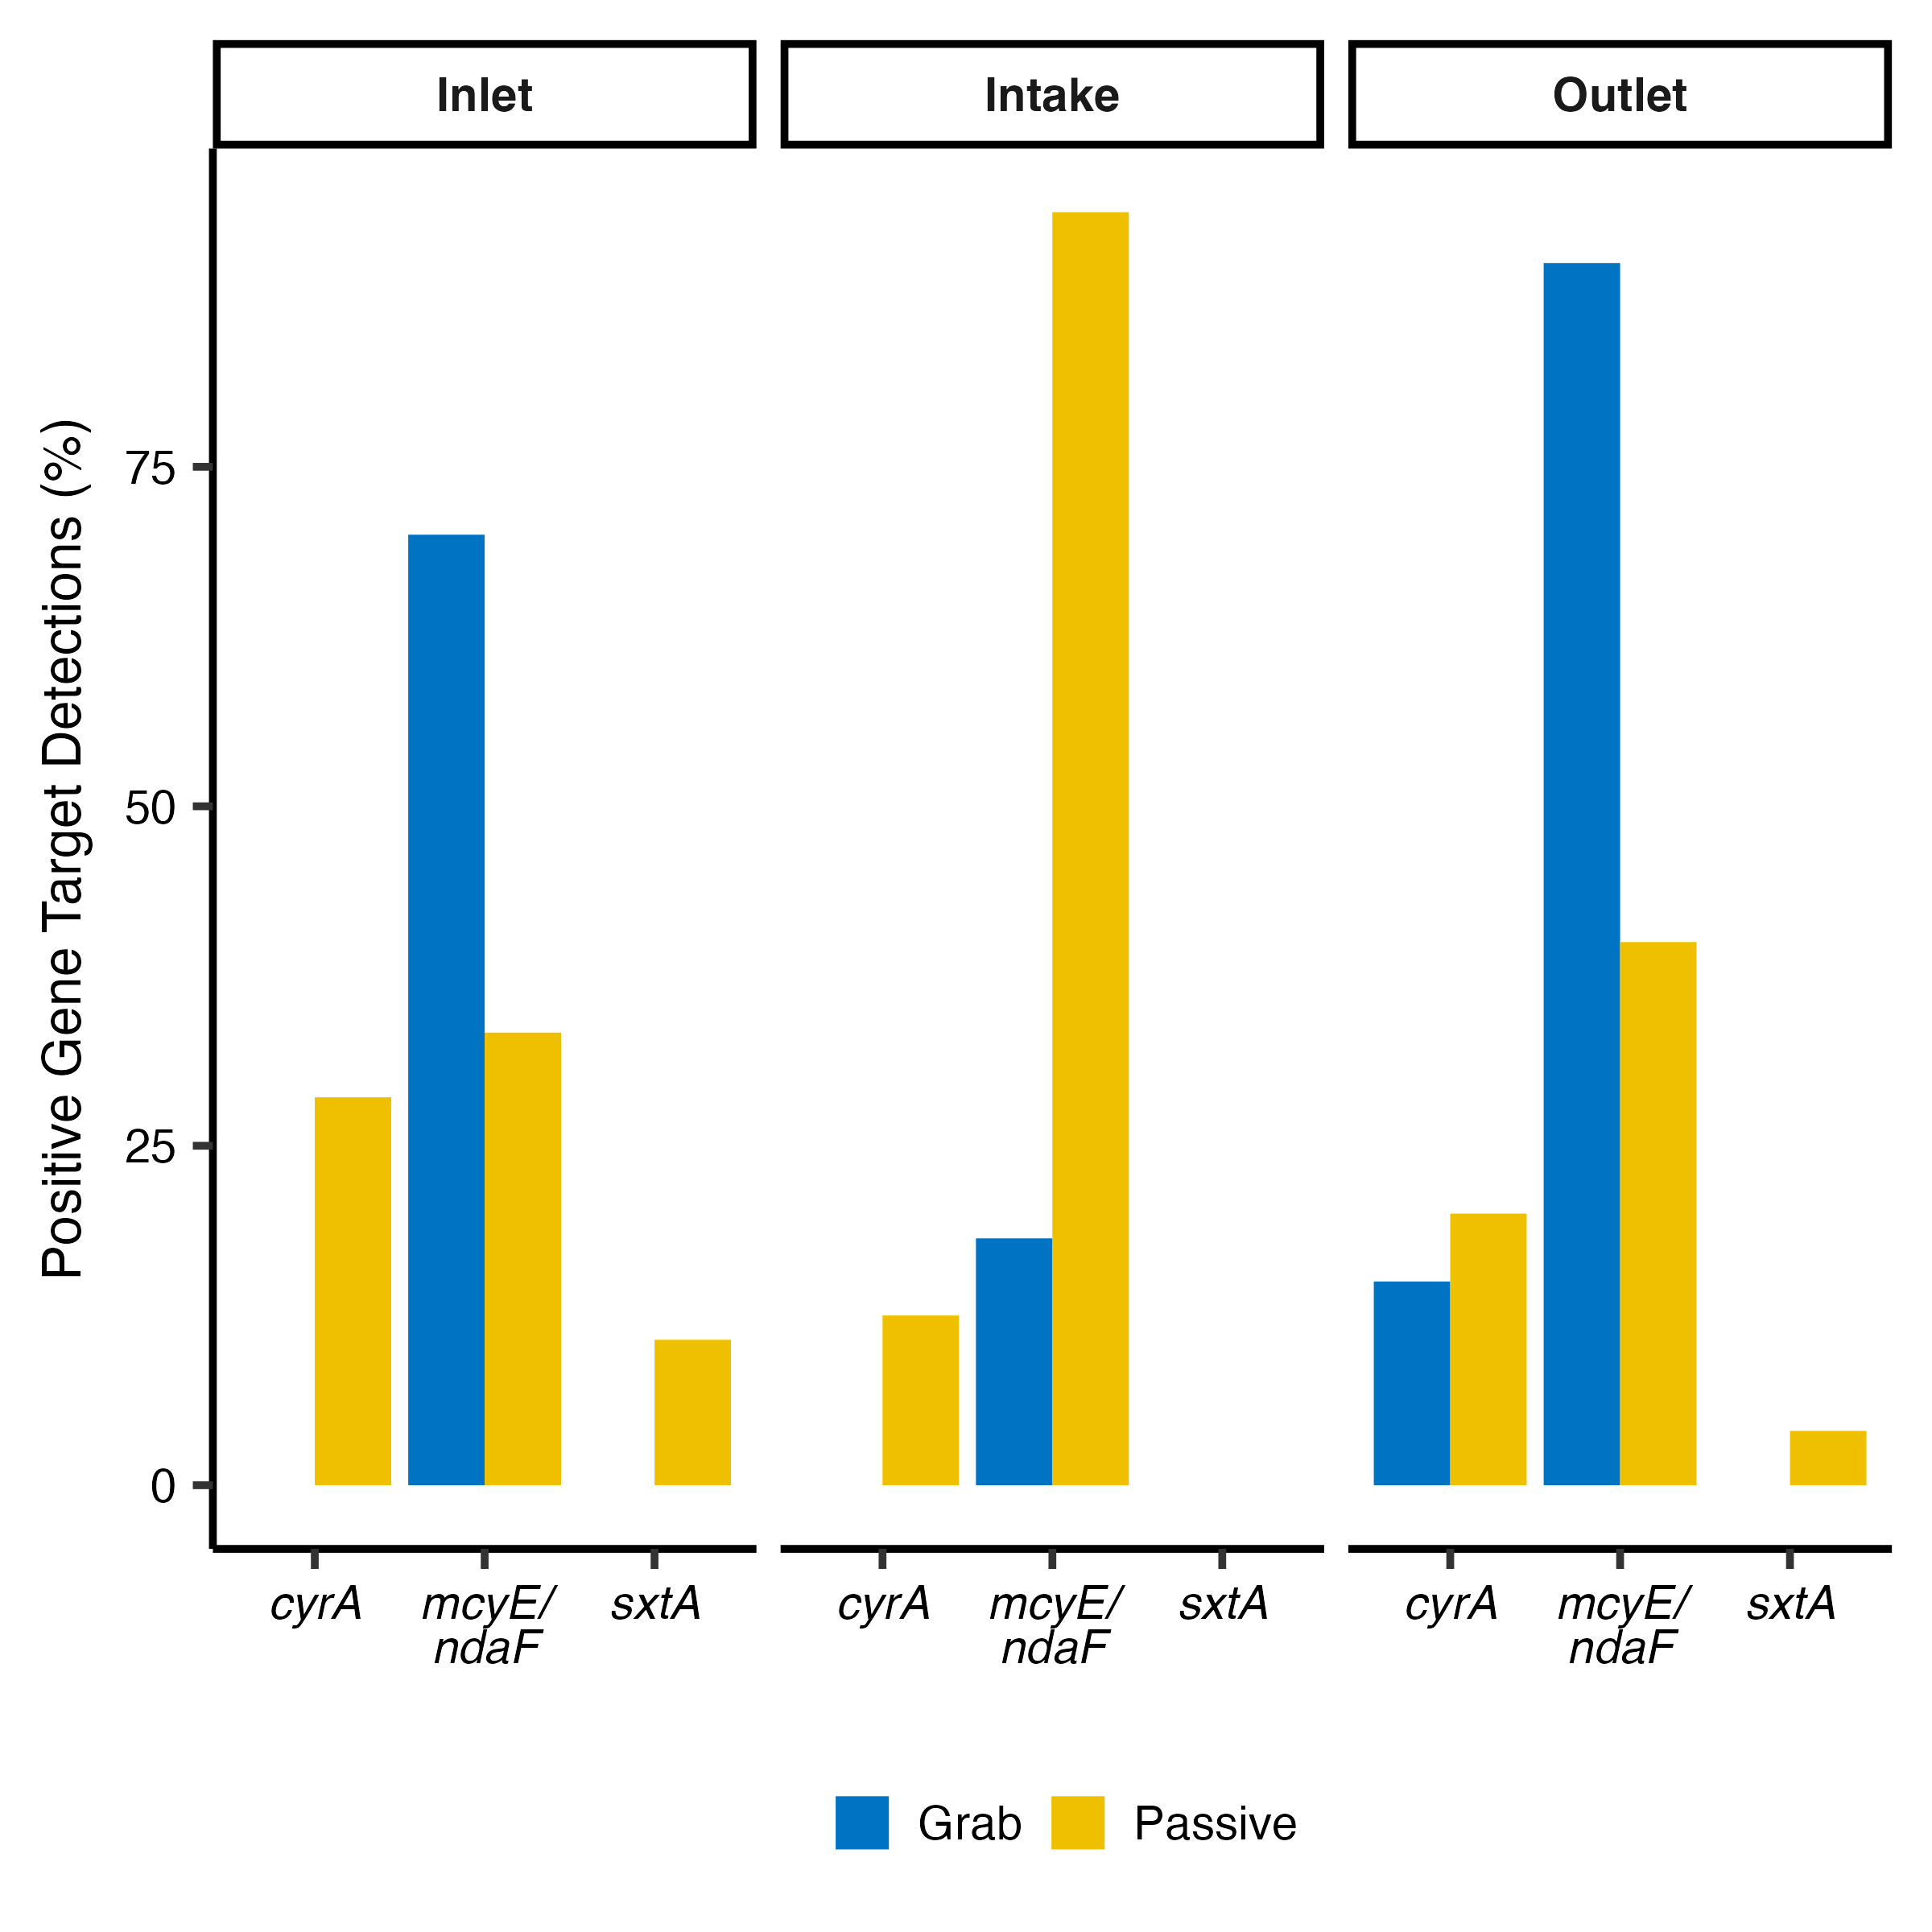 Inlet Intake Outlet
Positive Gene Target Detections (%)
75
50
25
0
cyrA mcyE/ sxtA cyrA mcyE/ sxtA cyrA mcyE/ sxtA
ndaF ndaF ndaF
Grab Passive